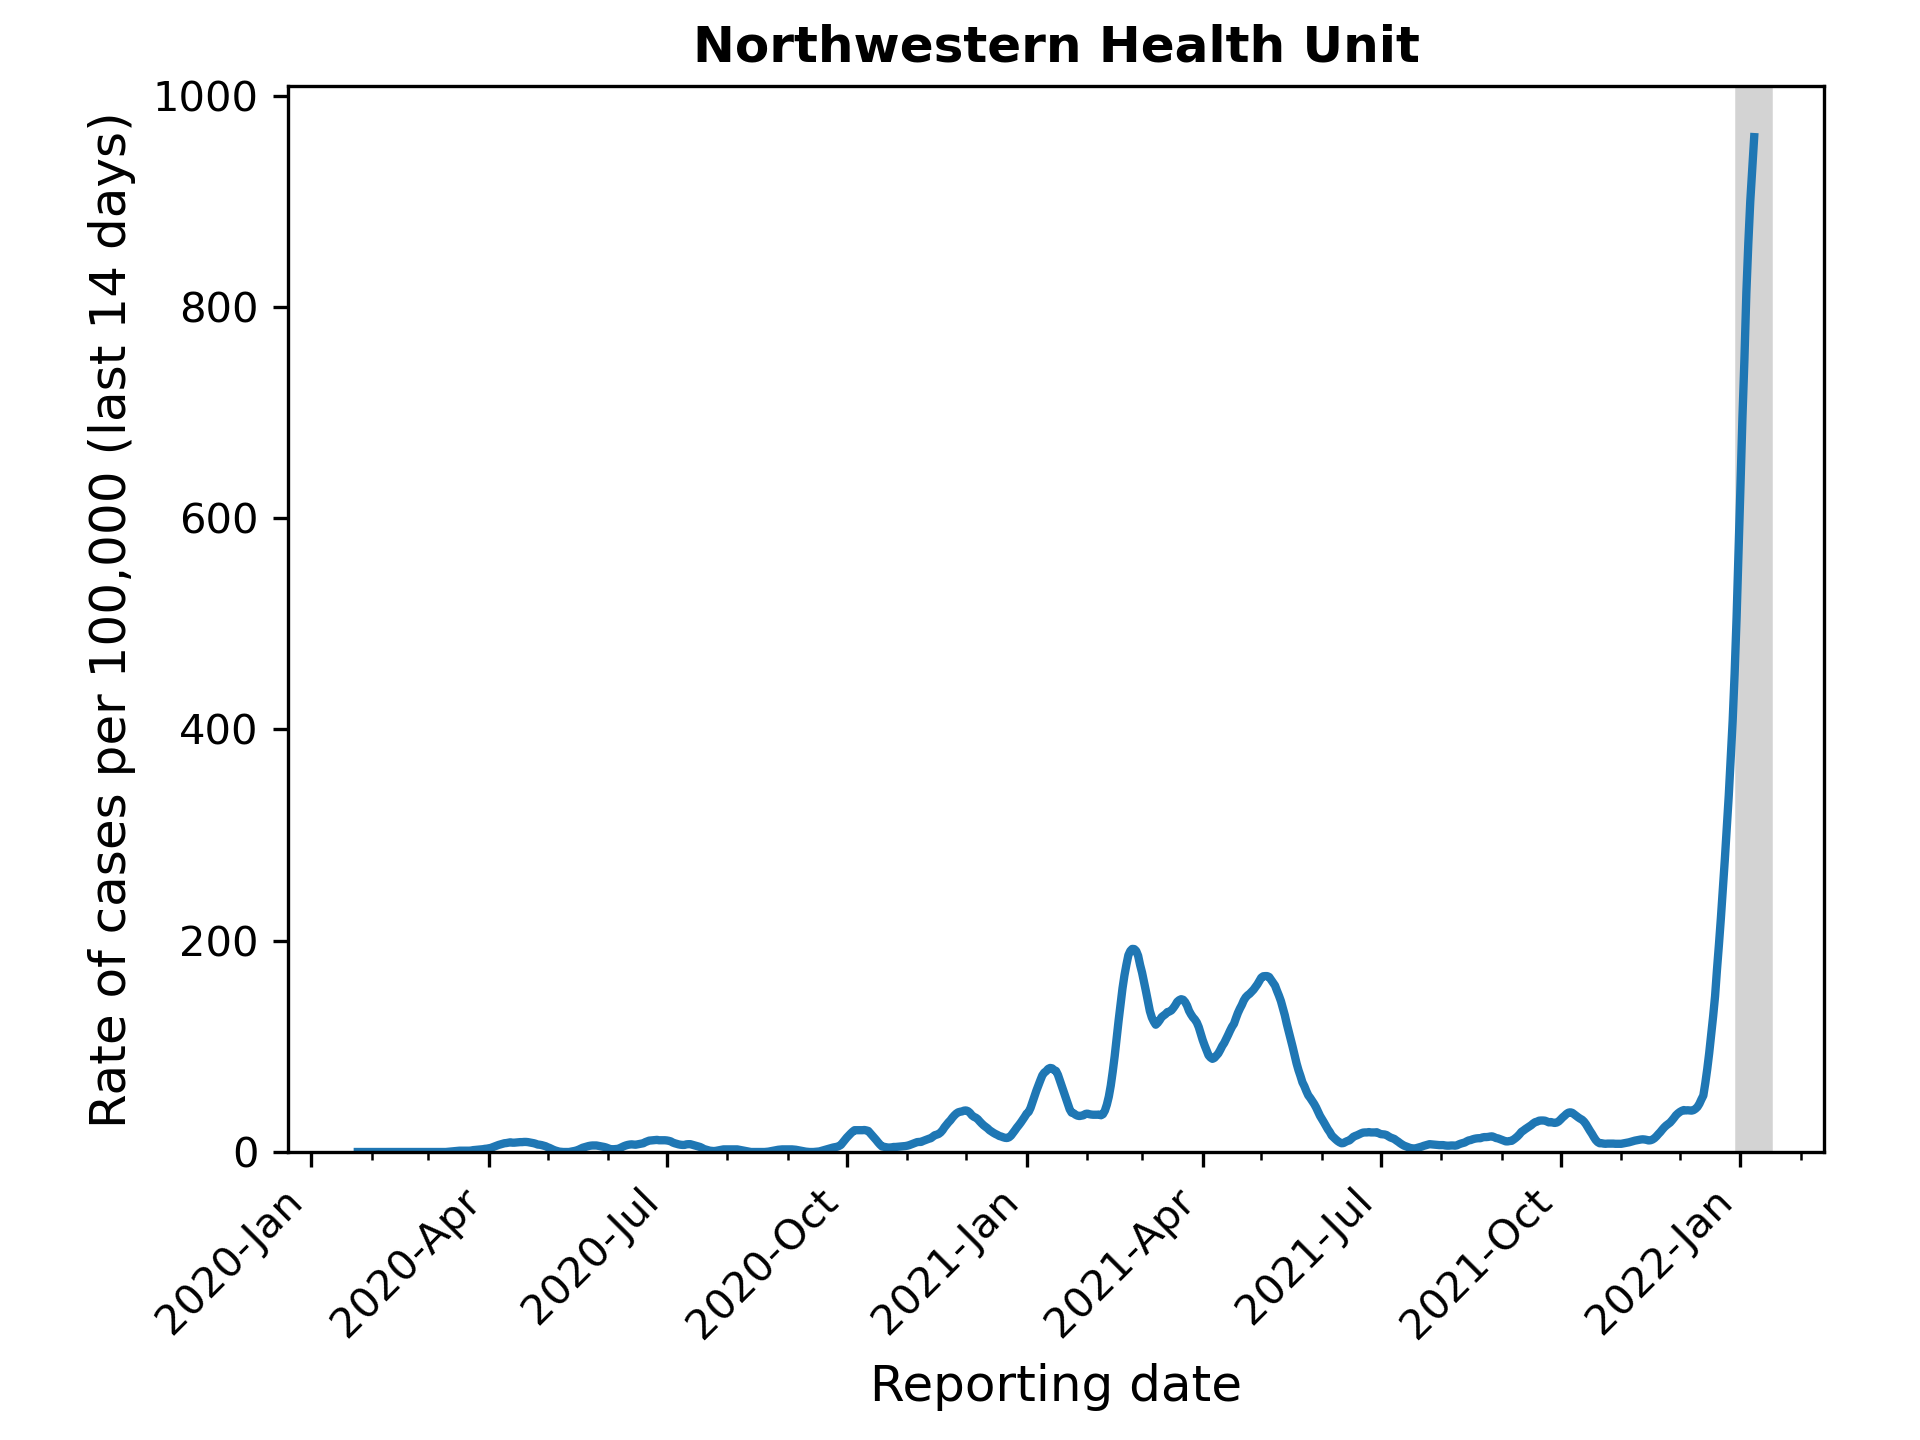 Northwestern Health Unit
Rate of cases per 100,000 (last 14 days)
1000
800
600
400
200
0
2020-Jan
2020-Apr
2020-Jul
2020-Oct
2021-Jan
2021-Apr
2021-Jul
2021-Oct
2022-Jan
Reporting date